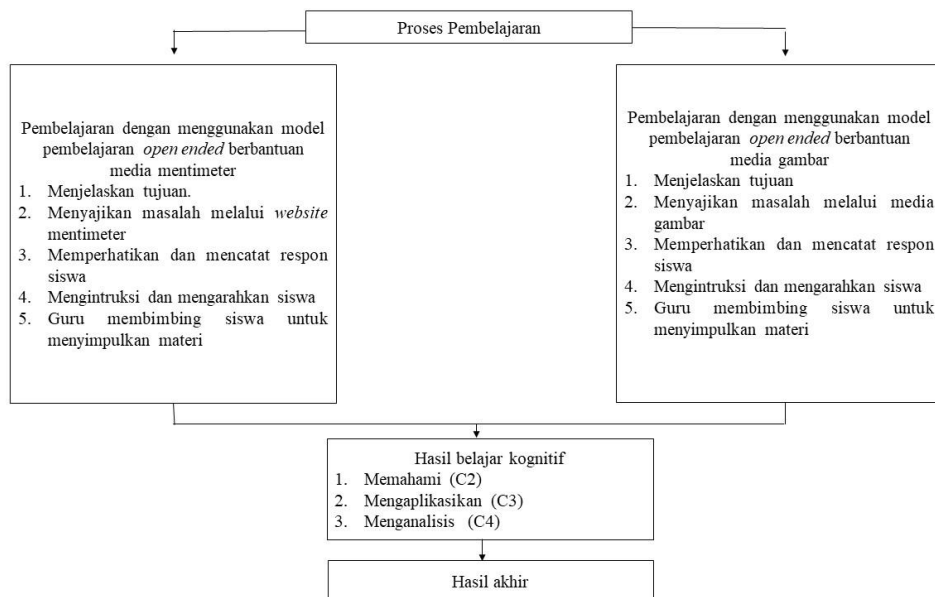 Proses Pembelajaran
Pembelajaran dengan menggunakan model
pembelajaran open ended berbantuan
media mentimeter
1. Menjelaskan tujuan.
2. Menyajikan masalah melalui website
mentimeter
3. Memperhatikan dan mencatat respon
siswa
4. Mengintruksi dan mengarahkan siswa
5. Guru membimbing siswa untuk
menyimpulkan materi
Pembelajaran dengan menggunakan model
pembelajaran open ended berbantuan
media gambar
1. Menjelaskan tujuan
2. Menyajikan masalah melalui media
gambar
3. Memperhatikan dan mencatat respon
siswa
4. Mengintruksi dan mengarahkan siswa
5. Guru membimbing siswa untuk
menyimpulkan materi
Hasil belajar kognitif
1. Memahami (C2)
2. Mengaplikasikan (C3)
3. Menganalisis (C4)
Hasil akhir